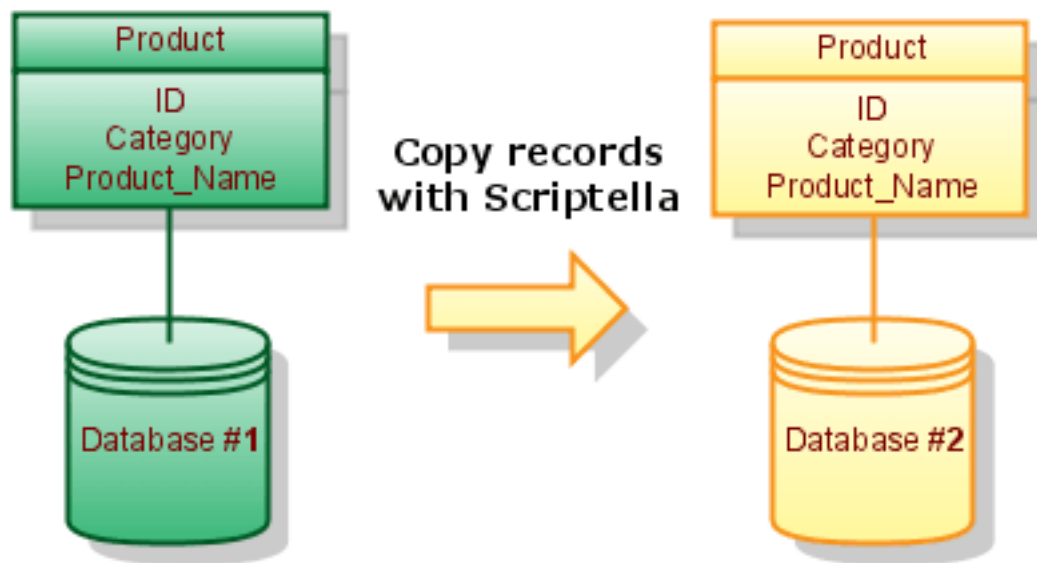 Product
ID
Category
Product_Name
Database #1
Copy records
with Scriptella
Product
ID
Category
Product_Name
Database #2